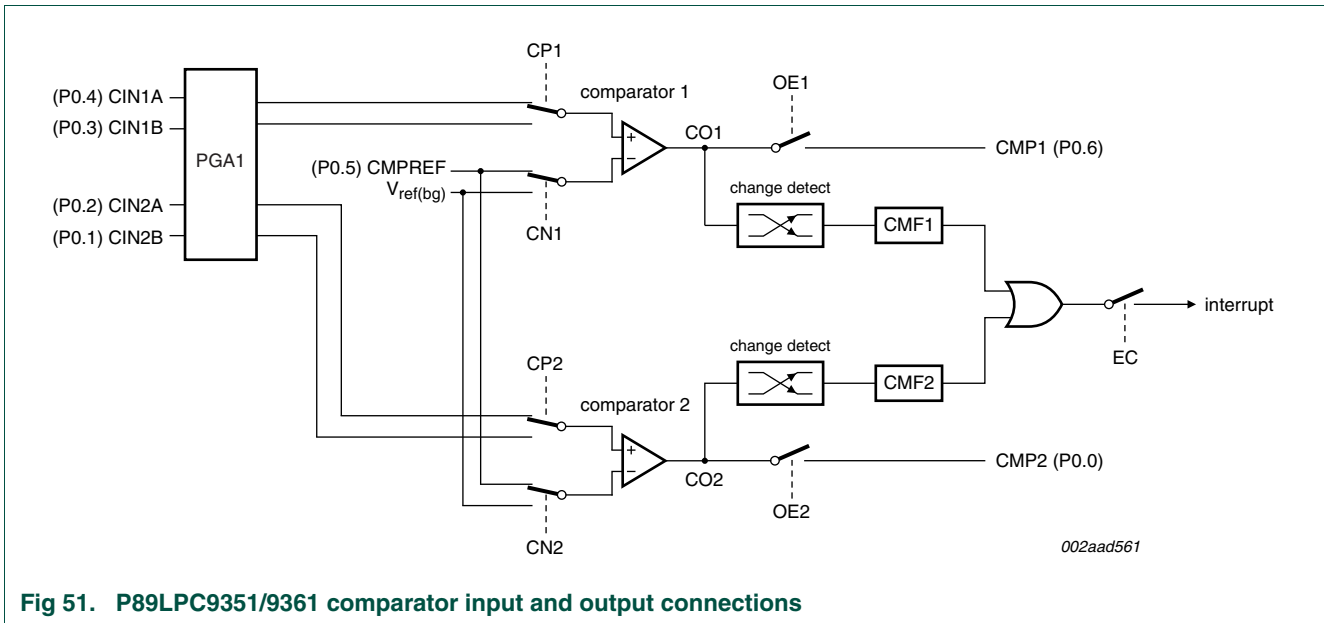 CP1
OE1
(P0.4) CIN1A
comparator 1
(P0.3) CIN1B
+
CO1
CMP1 (P0.6)
PGA1
−
(P0.5) CMPREF
Vref(bg)
change detect
(P0.2) CIN2A
CN1
CMF1
(P0.1) CIN2B
interrupt
change detect
EC
CP2
CMF2
comparator 2
+
CMP2 (P0.0)
−
CO2
OE2
CN2
002aad561
Fig 51. P89LPC9351/9361 comparator input and output connections